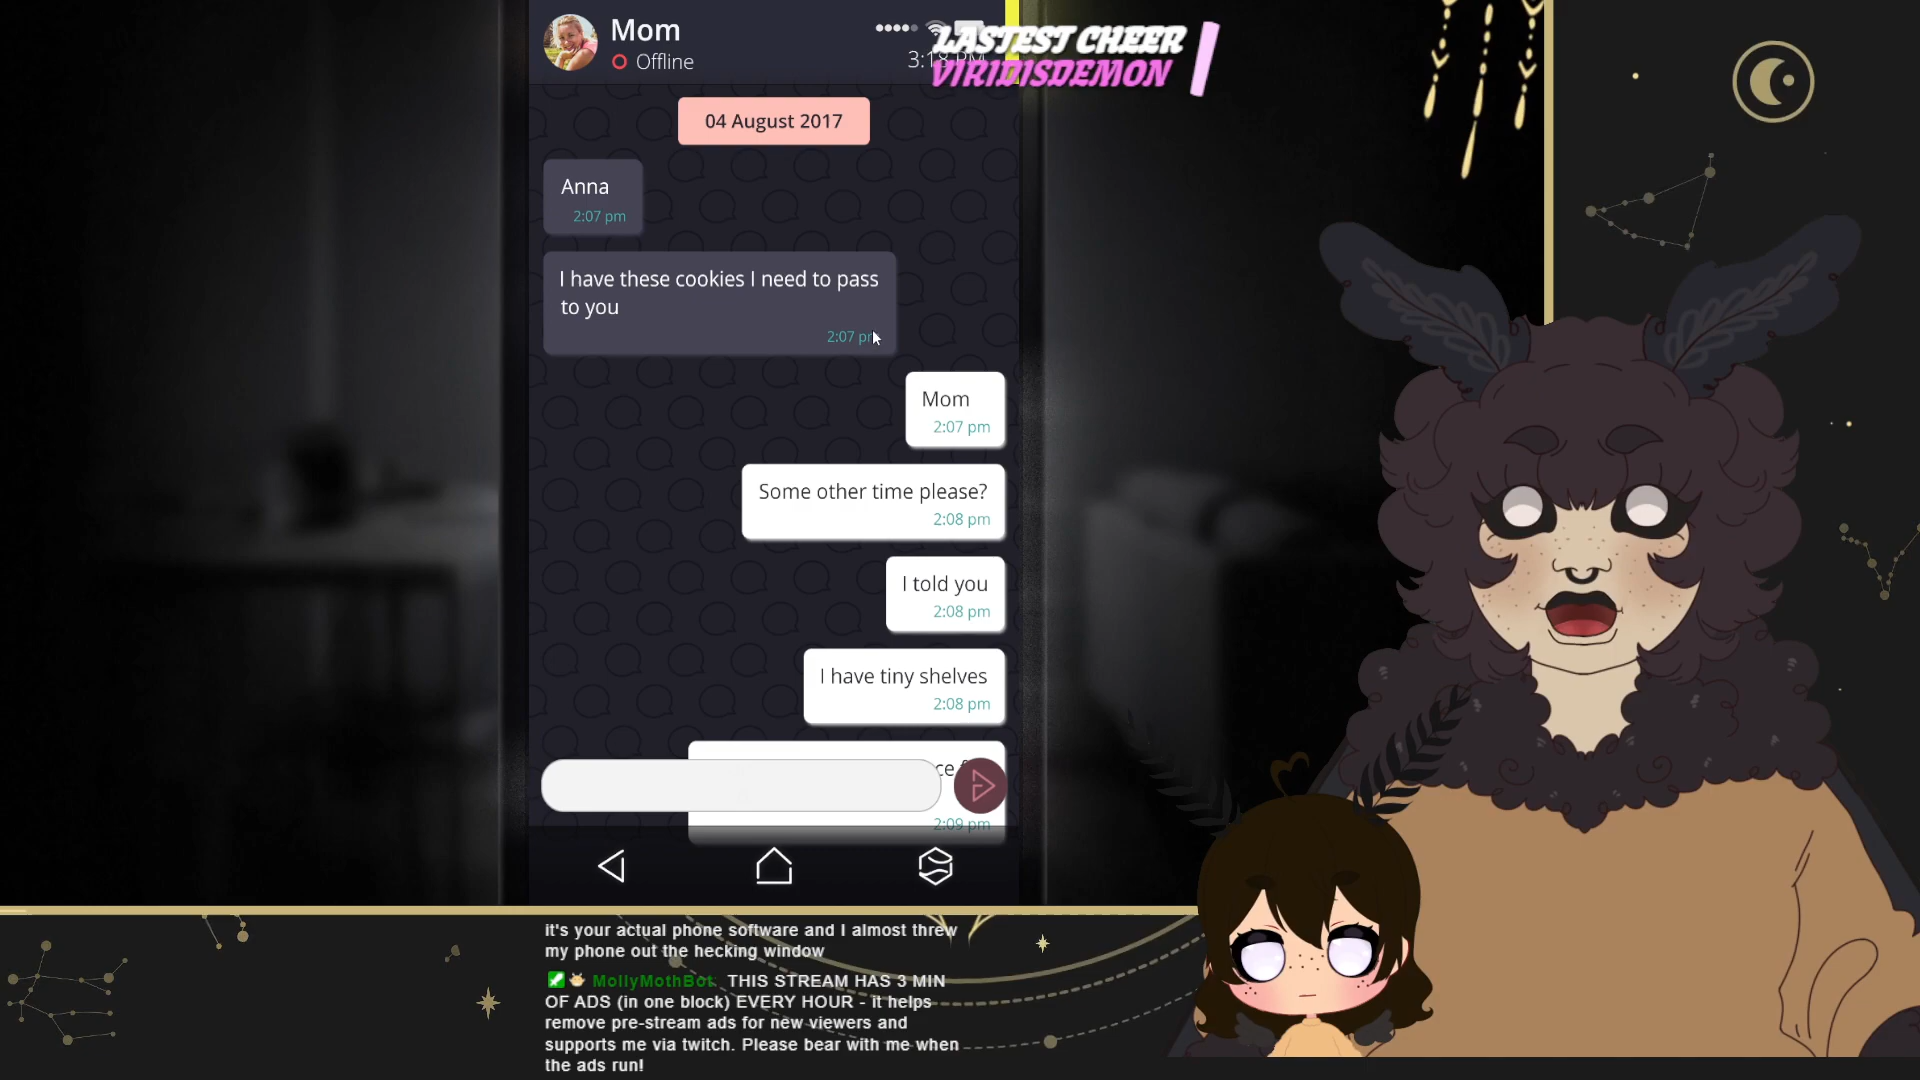 Mom
Offline
LASTEST CHEER
VIRIDISDEMON
04 August 2017
Anna
2:07 pm
I have these cookies I need to pass
to you
2:07
Mom
2:07 pm
Some other time please?
2:08 pm
I told you
2:08 pm
I have tiny shelves
2:08 pm
2:09 pm
it's your actual phone software and I almost threw
my phone out the hecking window
MollyMothBot: THIS STREAM HAS 3 MIN
OF ADS (in one block) EVERY HOUR - it helps
remove pre-stream ads for new viewers and
supports me via twitch. Please bear with me when
the ads run!